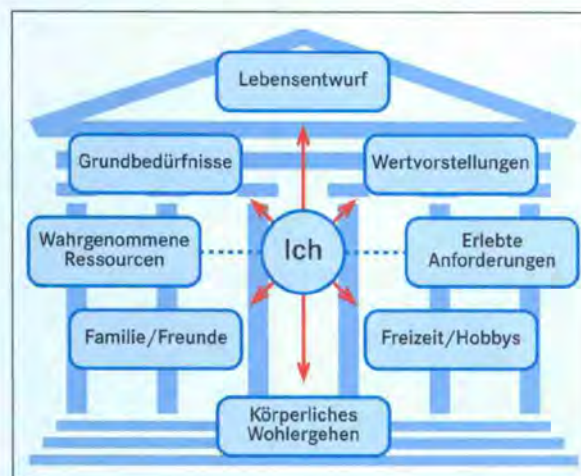 Lebensentwurf
Grundbedürfnisse
Wertvorstellungen
Wahrgenommene
Ressourcen
Ich
Erlebte
Anforderungen
Familie/Freunde
Freizeit/Hobbys
Körperliches
Wohlergehen